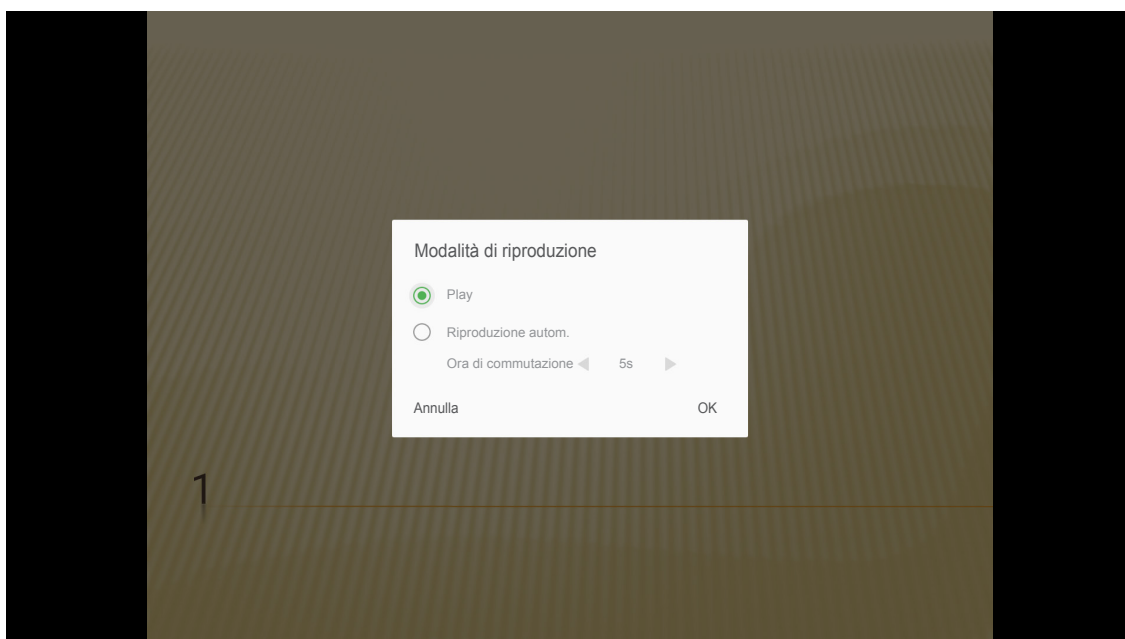 Modalità di riproduzione
Play
Riproduzione autom.
Ora di commutazione 5s
Annulla OK
1